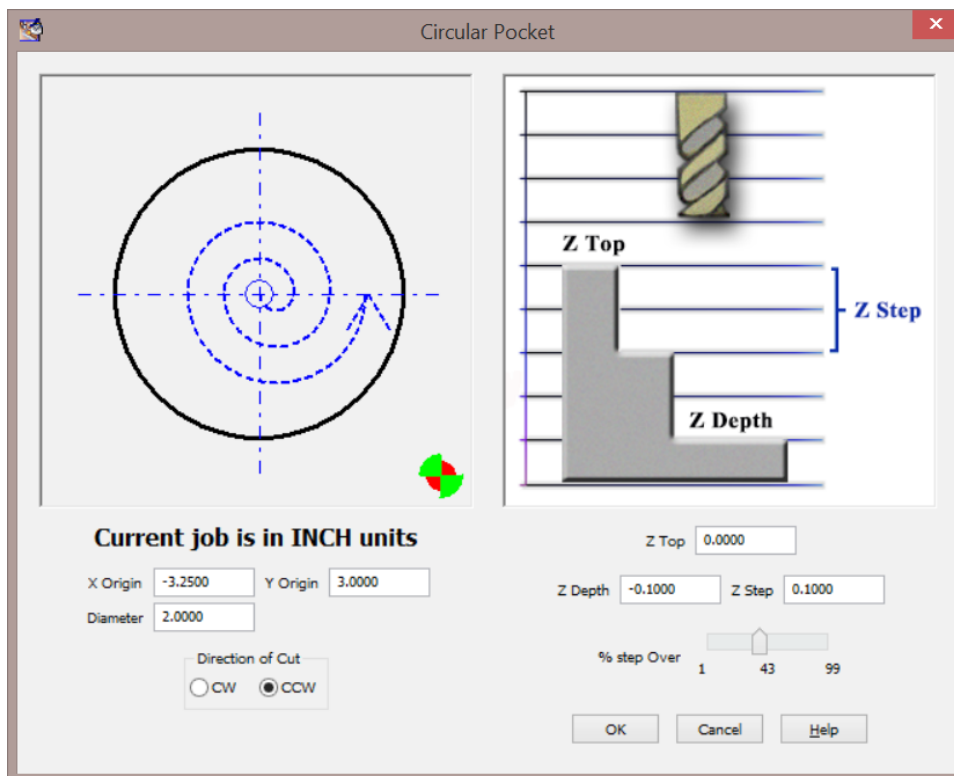 Circular Pocket
Z Top
Z Step
Z Depth
Current job is in INCH units
X Origin -3.2500 Y Origin 3.0000
Diameter 2.0000
Direction of Cut
CW CCW
Z Top 0.0000
Z Depth -0.1000 Z Step 0.1000
% step Over
1 43 99
OK Cancel Help